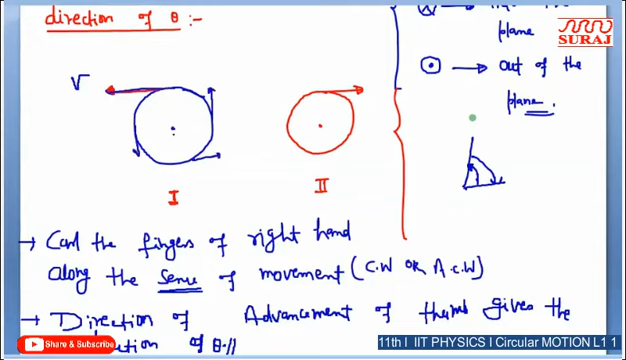 direction of θ :-
plane
SURAJ
⊙ → out of the
plane
V
I
II
→ Curl the fingers of right hand
along the sense of movement (C.W OR A.C.W)
→ Direction of Advancement of thumb gives the
of θ.//
Share & Subscribe
11th I IIT PHYSICS I Circular MOTION L1 1